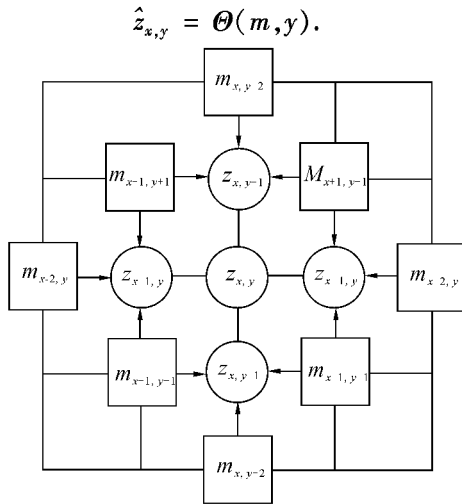 ẑ_{x,y} = Θ(m,y).
m_{x,y-2}
m_{x-1,y+1} z_{x,y-1} M_{x+1,y-1}
m_{x-2,y} z_{x-1,y} z_{x,y} z_{x-1,y} m_{x-2,y}
m_{x-1,y-1} z_{x,y-1} m_{x-1,y-1}
m_{x,y-2}